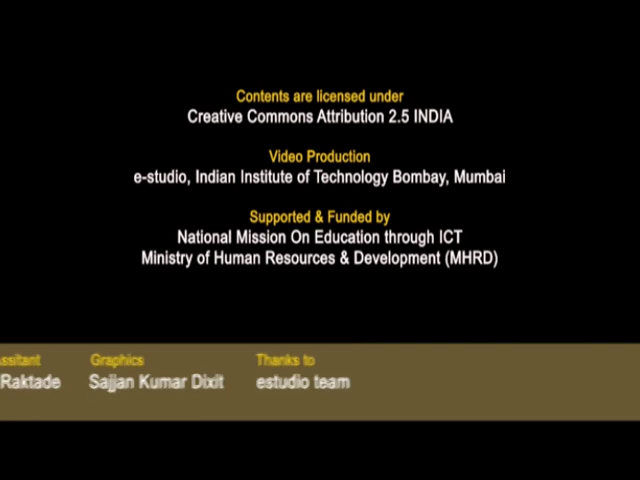 Contents are licensed under
Creative Commons Attribution 2.5 INDIA
Video Production
e-studio, Indian Institute of Technology Bombay, Mumbai
Supported & Funded by
National Mission On Education through ICT
Ministry of Human Resources & Development (MHRD)
ssitant Graphics Thanks to
Raktade Sajjan Kumar Dixit estudio team